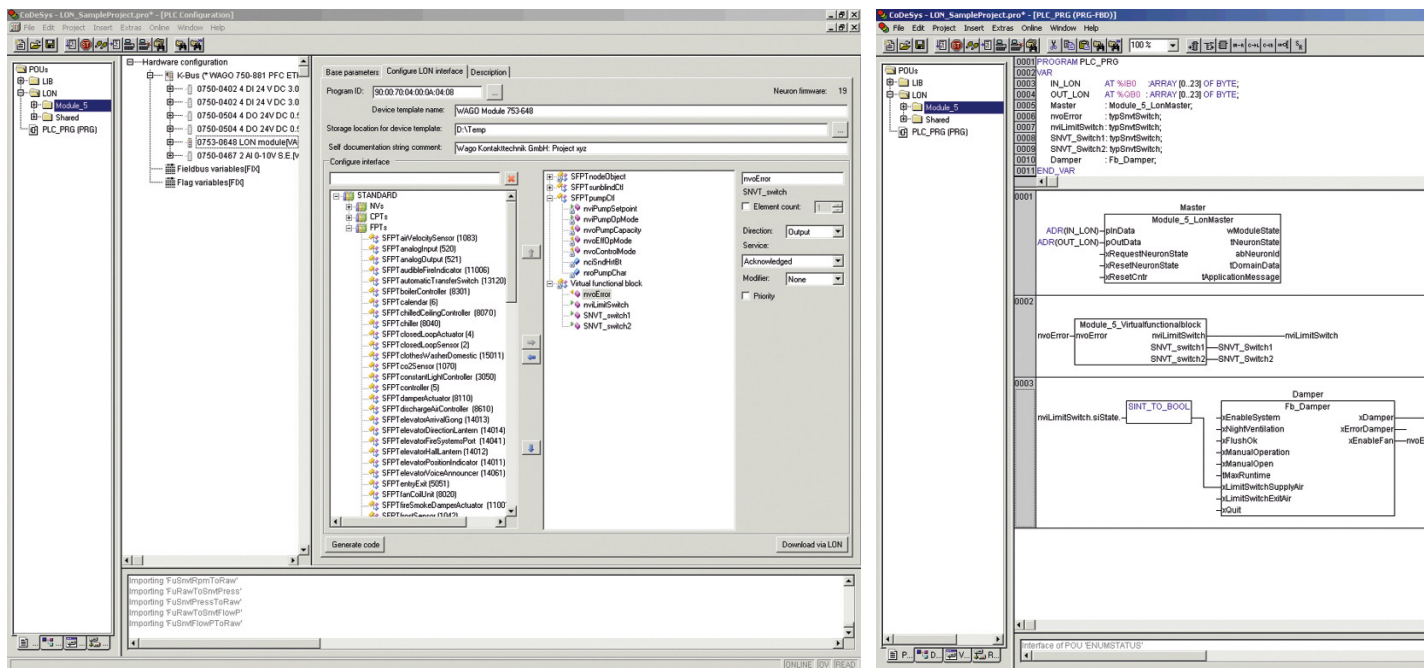 CoDeSys - LON_SampleProject.pro* - [PLC Configuration]
File Edit Project Insert Extras Online Window Help
POUs
LIB
LON
Module_5
Shared
PLC_PRG (PRG)
Hardware configuration
K-Bus (* WAGO 750-881 PFC ETI
0750-0402 4 DI 24 V DC 3.0
0750-0402 4 DI 24 V DC 3.0
0750-0504 4 DO 24V DC 0.5
0750-0504 4 DO 24V DC 0.5
0753-0648 LON module[VA
0750-0467 2 AI 0-10V S.E.[V
Fieldbus variables[FIX]
Flag variables[FIX]
Base parameters Configure LON interface Description
Program ID: 90:00:70:04:00:0A:04:08 ... Neuron firmware: 19
Device template name: WAGO Module 753-648
Storage location for device template: D:\Temp ...
Self documentation string comment: Wago Kontakttechnik GmbH: Project xyz
Configure interface
STANDARD
NVs
CPTs
FPTs
SFPTairVelocitySensor (1083)
SFPTanalogInput (520)
SFPTanalogOutput (521)
SFPTaudibleFireIndicator (11006)
SFPTautomaticTransferSwitch (13120)
SFPTboilerController (8301)
SFPTcalendar (6)
SFPTchilledCeilingController (8070)
SFPTchiller (8040)
SFPTclosedLoopActuator (4)
SFPTclosedLoopSensor (2)
SFPTclothesWasherDomestic (15011)
SFPTco2Sensor (1070)
SFPTconstantLightController (3050)
SFPTcontroller (5)
SFPTdamperActuator (8110)
SFPTdischargeAirController (8610)
SFPTelevatorArrivalGong (14013)
SFPTelevatorDirectionLantern (14014)
SFPTelevatorFireSystemsPort (14041)
SFPTelevatorHallLantern (14012)
SFPTelevatorPositionIndicator (14011)
SFPTelevatorVoiceAnnouncer (14061)
SFPTentryExit (5051)
SFPTfanCoilUnit (8020)
SFPTfireSmokeDamperActuator (1100
SFPTfrostSensor (1042)
SFPTnodeObject
SFPTsunblindCtl
SFPTpumpCtl
nviPumpSetpoint
nviPumpOpMode
nvoPumpCapacity
nvoEffOpMode
nvoControlMode
nciSndHrtBt
nroPumpChar
Virtual functional block
nvoError
nviLimitSwitch
SNVT_switch1
SNVT_switch2
nvoError
SNVT_switch
Element count: 1
Direction: Output
Service:
Acknowledged
Modifier: None
Priority
Generate code
Download via LON
Importing 'FuSnvtRpmToRaw'
Importing 'FuRawToSnvtPress'
Importing 'FuSnvtPressToRaw'
Importing 'FuRawToSnvtFlowP'
Importing 'FuSnvtFlowPToRaw'
ONLINE OV READ
CoDeSys - LON_SampleProject.pro* - [PLC_PRG (PRG-FBD)]
File Edit Project Insert Extras Online Window Help
100 %
POUs
LIB
LON
Module_5
Shared
PLC_PRG (PRG)
P... D... V... R...
0001 PROGRAM PLC_PRG
0002 VAR
0003 IN_LON AT %IB0 :ARRAY [0..23] OF BYTE;
0004 OUT_LON AT %QB0 :ARRAY [0..23] OF BYTE;
0005 Master : Module_5_LonMaster;
0006 nvoError : typSnvtSwitch;
0007 nviLimitSwitch: typSnvtSwitch;
0008 SNVT_Switch1: typSnvtSwitch;
0009 SNVT_Switch2: typSnvtSwitch;
0010 Damper : Fb_Damper;
0011 END_VAR
0001
Master
Module_5_LonMaster
ADR(IN_LON) pInData wModuleState
ADR(OUT_LON) pOutData tNeuronState
xRequestNeuronState abNeuronId
xResetNeuronState tDomainData
xResetCntr tApplicationMessage
0002
Module_5_Virtualfunctionalblock
nvoError nvoError nviLimitSwitch nviLimitSwitch
SNVT_switch1 SNVT_Switch1
SNVT_switch2 SNVT_Switch2
0003
Damper
SINT_TO_BOOL Fb_Damper
nviLimitSwitch.siState xEnableSystem xDamper
xNightVentilation xErrorDamper
xFlushOk xEnableFan nvoE
xManualOperation
xManualOpen
tMaxRuntime
xLimitSwitchSupplyAir
xLimitSwitchExitAir
xQuit
Interface of POU 'ENUMSTATUS'